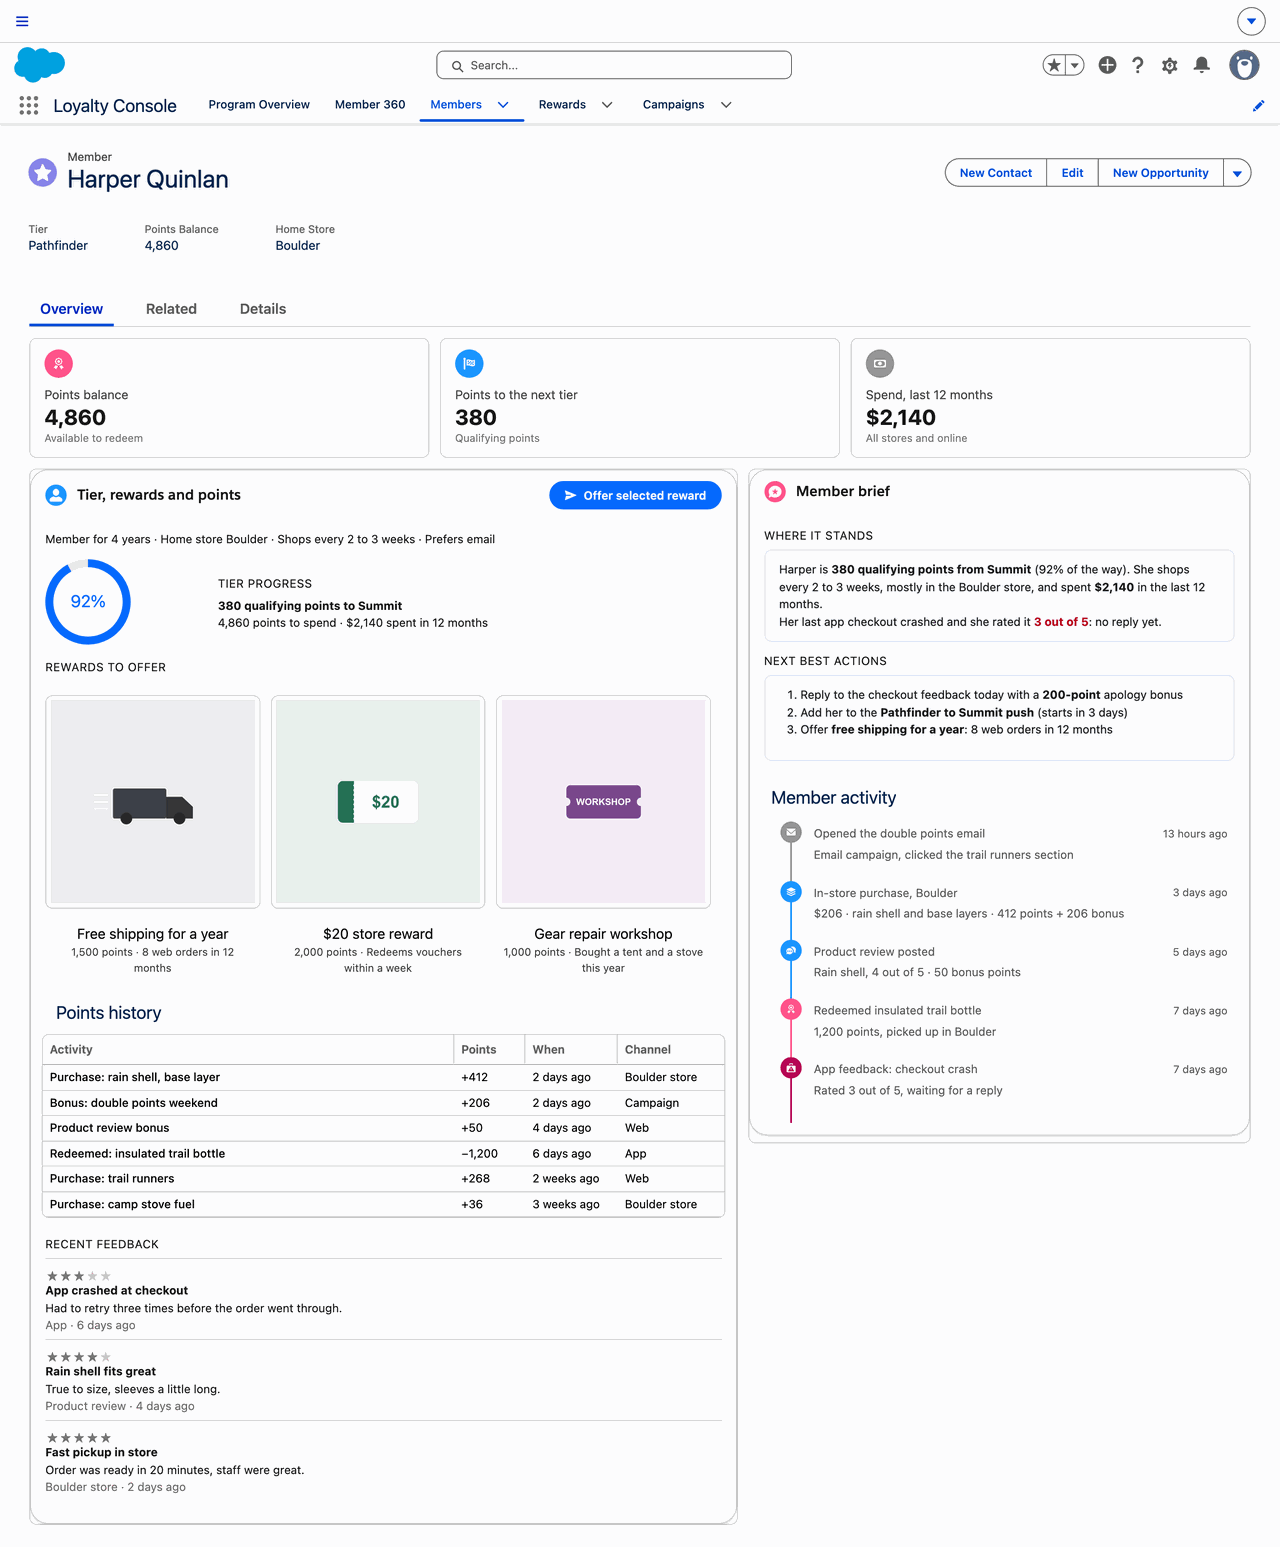 Search...
Loyalty Console
Program Overview
Member 360
Members
Rewards
Campaigns
Member
Harper Quinlan
New Contact
Edit
New Opportunity
Tier
Pathfinder
Points Balance
4,860
Home Store
Boulder
Overview
Related
Details
Points balance
4,860
Available to redeem
Points to the next tier
380
Qualifying points
Spend, last 12 months
$2,140
All stores and online
Tier, rewards and points
Offer selected reward
Member for 4 years · Home store Boulder · Shops every 2 to 3 weeks · Prefers email
92%
TIER PROGRESS
380 qualifying points to Summit
4,860 points to spend · $2,140 spent in 12 months
REWARDS TO OFFER
$20
WORKSHOP
Free shipping for a year
1,500 points · 8 web orders in 12
months
$20 store reward
2,000 points · Redeems vouchers
within a week
Gear repair workshop
1,000 points · Bought a tent and a stove
this year
Points history
Activity Points When Channel
Purchase: rain shell, base layer +412 2 days ago Boulder store
Bonus: double points weekend +206 2 days ago Campaign
Product review bonus +50 4 days ago Web
Redeemed: insulated trail bottle −1,200 6 days ago App
Purchase: trail runners +268 2 weeks ago Web
Purchase: camp stove fuel +36 3 weeks ago Boulder store
RECENT FEEDBACK
App crashed at checkout
Had to retry three times before the order went through.
App · 6 days ago
Rain shell fits great
True to size, sleeves a little long.
Product review · 4 days ago
Fast pickup in store
Order was ready in 20 minutes, staff were great.
Boulder store · 2 days ago
Member brief
WHERE IT STANDS
Harper is 380 qualifying points from Summit (92% of the way). She shops
every 2 to 3 weeks, mostly in the Boulder store, and spent $2,140 in the last 12
months.
Her last app checkout crashed and she rated it 3 out of 5: no reply yet.
NEXT BEST ACTIONS
1. Reply to the checkout feedback today with a 200-point apology bonus
2. Add her to the Pathfinder to Summit push (starts in 3 days)
3. Offer free shipping for a year: 8 web orders in 12 months
Member activity
Opened the double points email 13 hours ago
Email campaign, clicked the trail runners section
In-store purchase, Boulder 3 days ago
$206 · rain shell and base layers · 412 points + 206 bonus
Product review posted 5 days ago
Rain shell, 4 out of 5 · 50 bonus points
Redeemed insulated trail bottle 7 days ago
1,200 points, picked up in Boulder
App feedback: checkout crash 7 days ago
Rated 3 out of 5, waiting for a reply